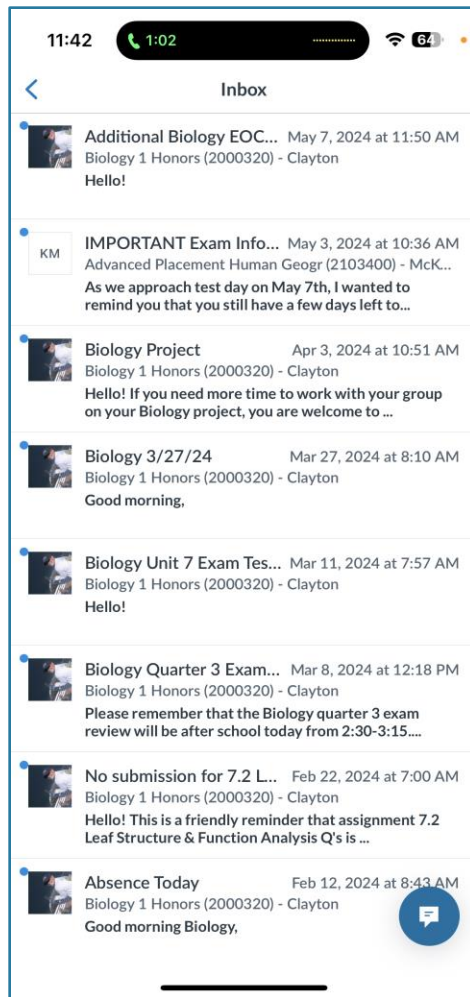 11:42
1:02
64
Inbox
Additional Biology EOC... May 7, 2024 at 11:50 AM
Biology 1 Honors (2000320) - Clayton
Hello!
KM
IMPORTANT Exam Info... May 3, 2024 at 10:36 AM
Advanced Placement Human Geogr (2103400) - McK...
As we approach test day on May 7th, I wanted to
remind you that you still have a few days left to...
Biology Project Apr 3, 2024 at 10:51 AM
Biology 1 Honors (2000320) - Clayton
Hello! If you need more time to work with your group
on your Biology project, you are welcome to ...
Biology 3/27/24 Mar 27, 2024 at 8:10 AM
Biology 1 Honors (2000320) - Clayton
Good morning,
Biology Unit 7 Exam Tes... Mar 11, 2024 at 7:57 AM
Biology 1 Honors (2000320) - Clayton
Hello!
Biology Quarter 3 Exam... Mar 8, 2024 at 12:18 PM
Biology 1 Honors (2000320) - Clayton
Please remember that the Biology quarter 3 exam
review will be after school today from 2:30-3:15....
No submission for 7.2 L... Feb 22, 2024 at 7:00 AM
Biology 1 Honors (2000320) - Clayton
Hello! This is a friendly reminder that assignment 7.2
Leaf Structure & Function Analysis Q's is ...
Absence Today Feb 12, 2024 at 8:43 AM
Biology 1 Honors (2000320) - Clayton
Good morning Biology,